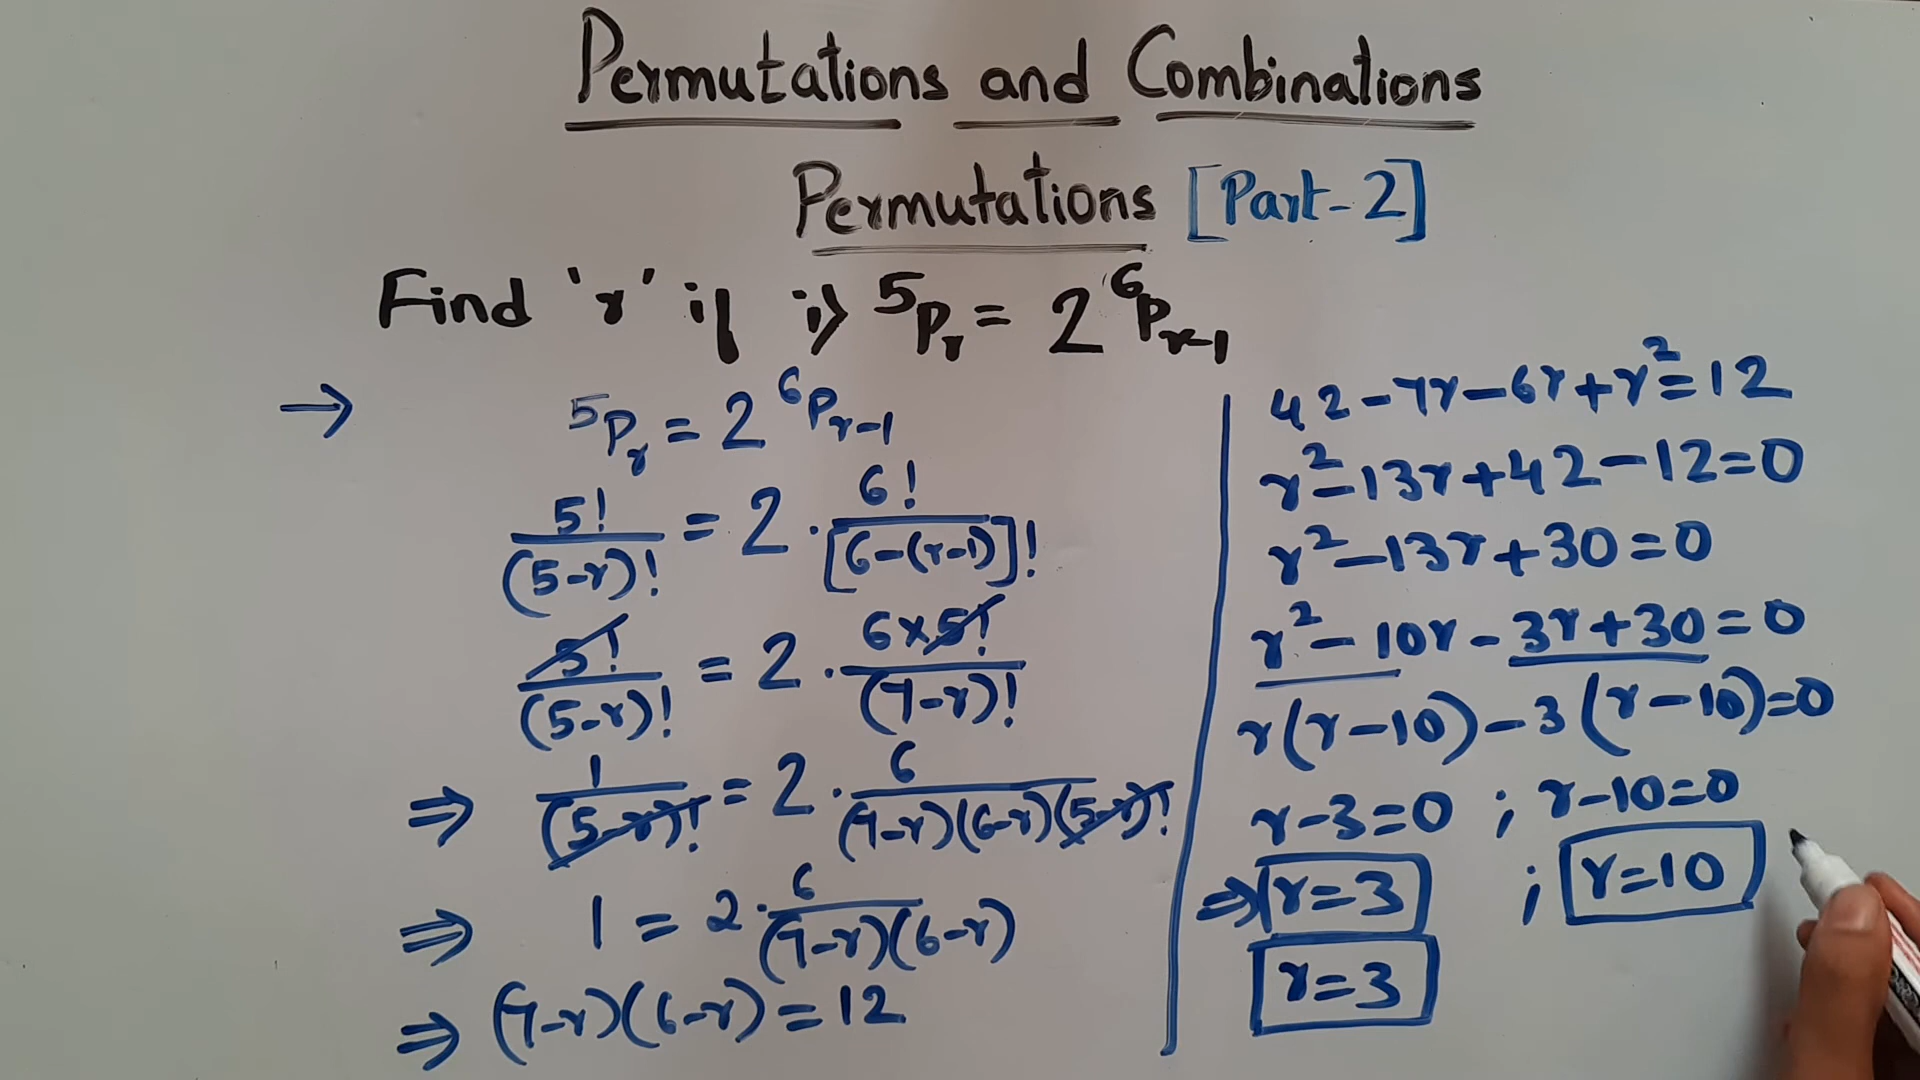 Permutations and Combinations
Permutations [Part-2]
Find 'r' if i) ⁵Pᵣ = 2 ⁶Pᵣ₋₁
→ ⁵Pᵣ = 2 ⁶Pᵣ₋₁
5!/(5-r)! = 2 · 6!/[6-(r-1)]!
5!/(5-r)! = 2 · 6×5!/(7-r)!
⇒ 1/(5-r)! = 2 · 6/(7-r)(6-r)(5-r)!
⇒ 1 = 2 · 6/(7-r)(6-r)
⇒ (7-r)(6-r) = 12
42-7r-6r+r²=12
r²-13r+42-12=0
r²-13r+30=0
r²-10r-3r+30=0
r(r-10)-3(r-10)=0
r-3=0 ; r-10=0
⇒ r=3 ; r=10
r=3